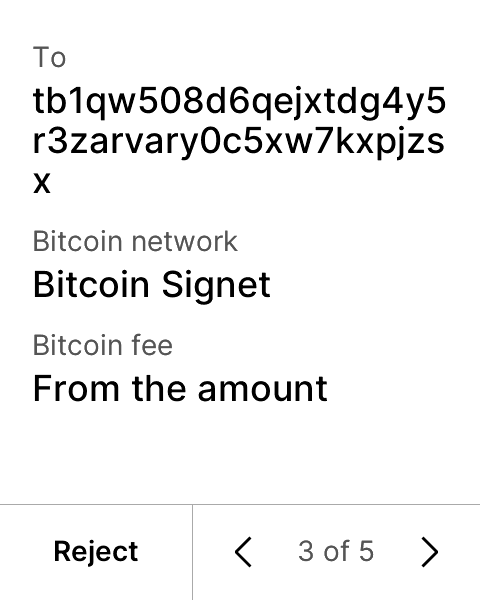 To
tb1qw508d6qejxtdg4y5
r3zarvary0c5xw7kxpjzs
x
Bitcoin network
Bitcoin Signet
Bitcoin fee
From the amount
Reject
3 of 5